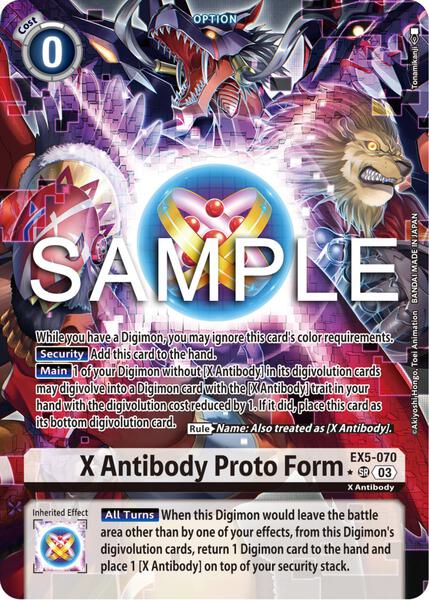 OPTION
Cost
0
Tonamikanji
SAMPLE
©Akiyoshi Hongo, Toei Animation BANDAI MADE IN JAPAN
While you have a Digimon, you may ignore this card's color requirements.
Security Add this card to the hand.
Main 1 of your Digimon without [X Antibody] in its digivolution cards
may digivolve into a Digimon card with the [X Antibody] trait in your
hand with the digivolution cost reduced by 1. If it did, place this card as
its bottom digivolution card.
Rule Name: Also treated as [X Antibody].
X Antibody Proto Form
EX5-070
★ SR 03
X Antibody
Inherited Effect
All Turns When this Digimon would leave the battle
area other than by one of your effects, from this Digimon's
digivolution cards, return 1 Digimon card to the hand and
place 1 [X Antibody] on top of your security stack.